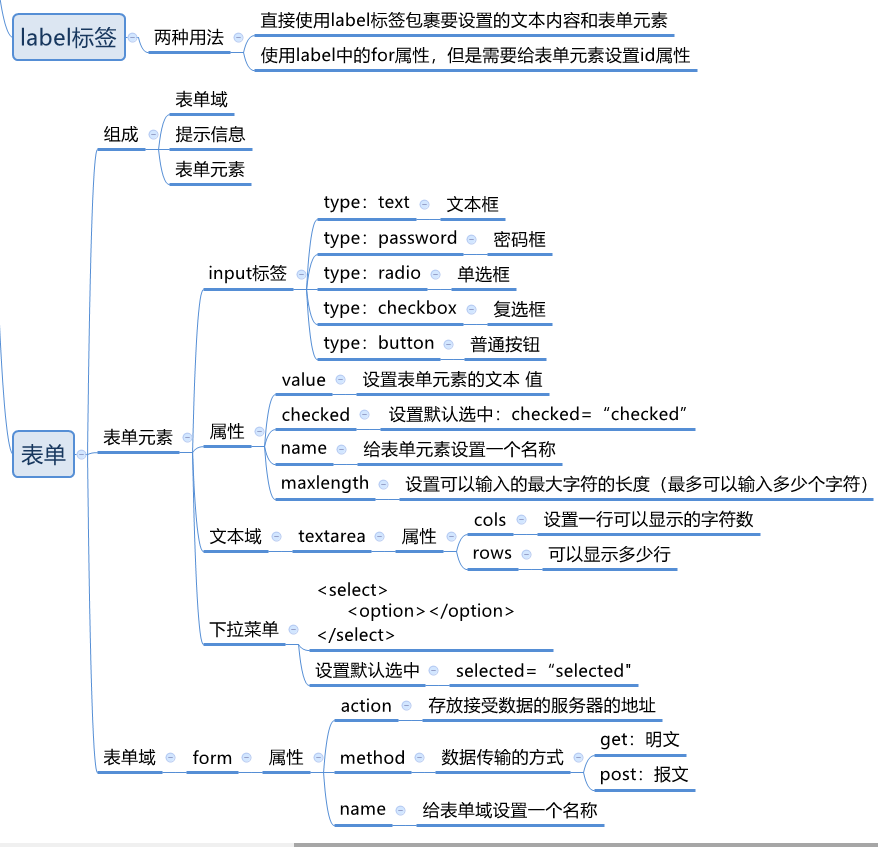 label标签
两种用法
直接使用label标签包裹要设置的文本内容和表单元素
使用label中的for属性，但是需要给表单元素设置id属性
表单
组成
表单域
提示信息
表单元素
表单元素
input标签
type：text
文本框
type：password
密码框
type：radio
单选框
type：checkbox
复选框
type：button
普通按钮
属性
value
设置表单元素的文本 值
checked
设置默认选中：checked=“checked”
name
给表单元素设置一个名称
maxlength
设置可以输入的最大字符的长度（最多可以输入多少个字符）
文本域
textarea
属性
cols
设置一行可以显示的字符数
rows
可以显示多少行
下拉菜单
<select>
<option></option>
</select>
设置默认选中
selected=“selected"
表单域
form
属性
action
存放接受数据的服务器的地址
method
数据传输的方式
get：明文
post：报文
name
给表单域设置一个名称